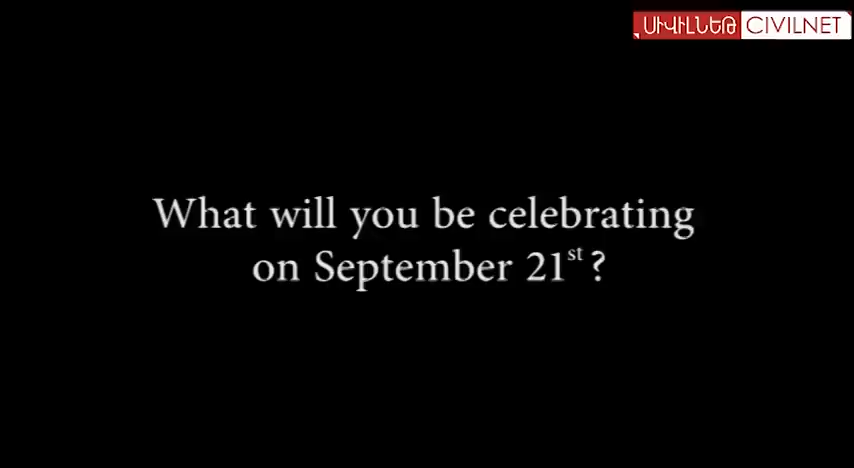 ՍԻՎԻԼՆԵԹ CIVILNET
What will you be celebrating
on September 21st?